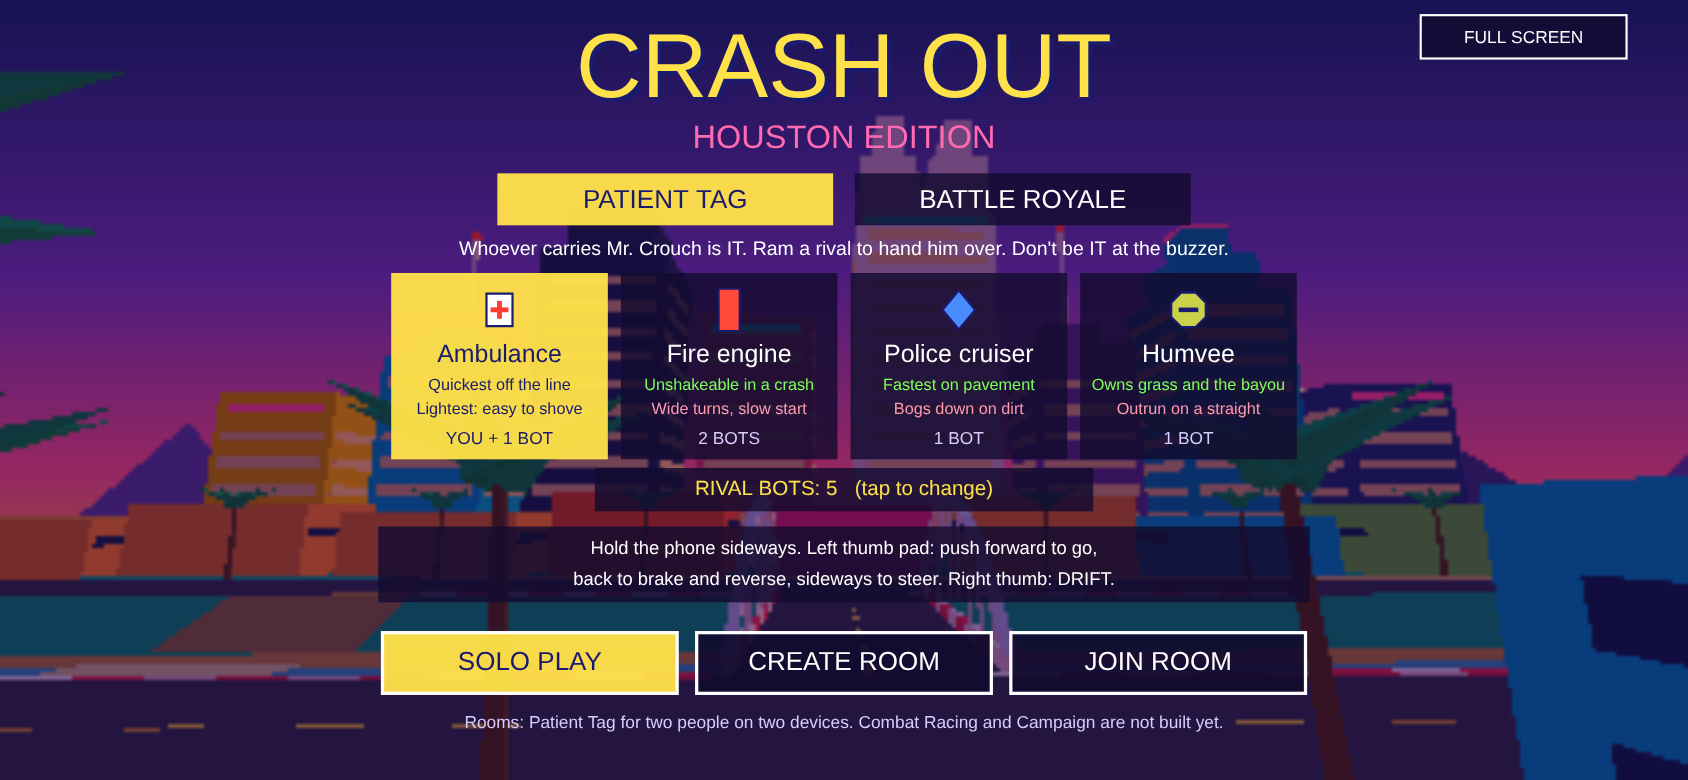 CRASH OUT
FULL SCREEN
HOUSTON EDITION
PATIENT TAG
BATTLE ROYALE
Whoever carries Mr. Crouch is IT. Ram a rival to hand him over. Don't be IT at the buzzer.
Ambulance
Quickest off the line
Lightest: easy to shove
YOU + 1 BOT
Fire engine
Unshakeable in a crash
Wide turns, slow start
2 BOTS
Police cruiser
Fastest on pavement
Bogs down on dirt
1 BOT
Humvee
Owns grass and the bayou
Outrun on a straight
1 BOT
RIVAL BOTS: 5 (tap to change)
Hold the phone sideways. Left thumb pad: push forward to go,
back to brake and reverse, sideways to steer. Right thumb: DRIFT.
SOLO PLAY
CREATE ROOM
JOIN ROOM
Rooms: Patient Tag for two people on two devices. Combat Racing and Campaign are not built yet.